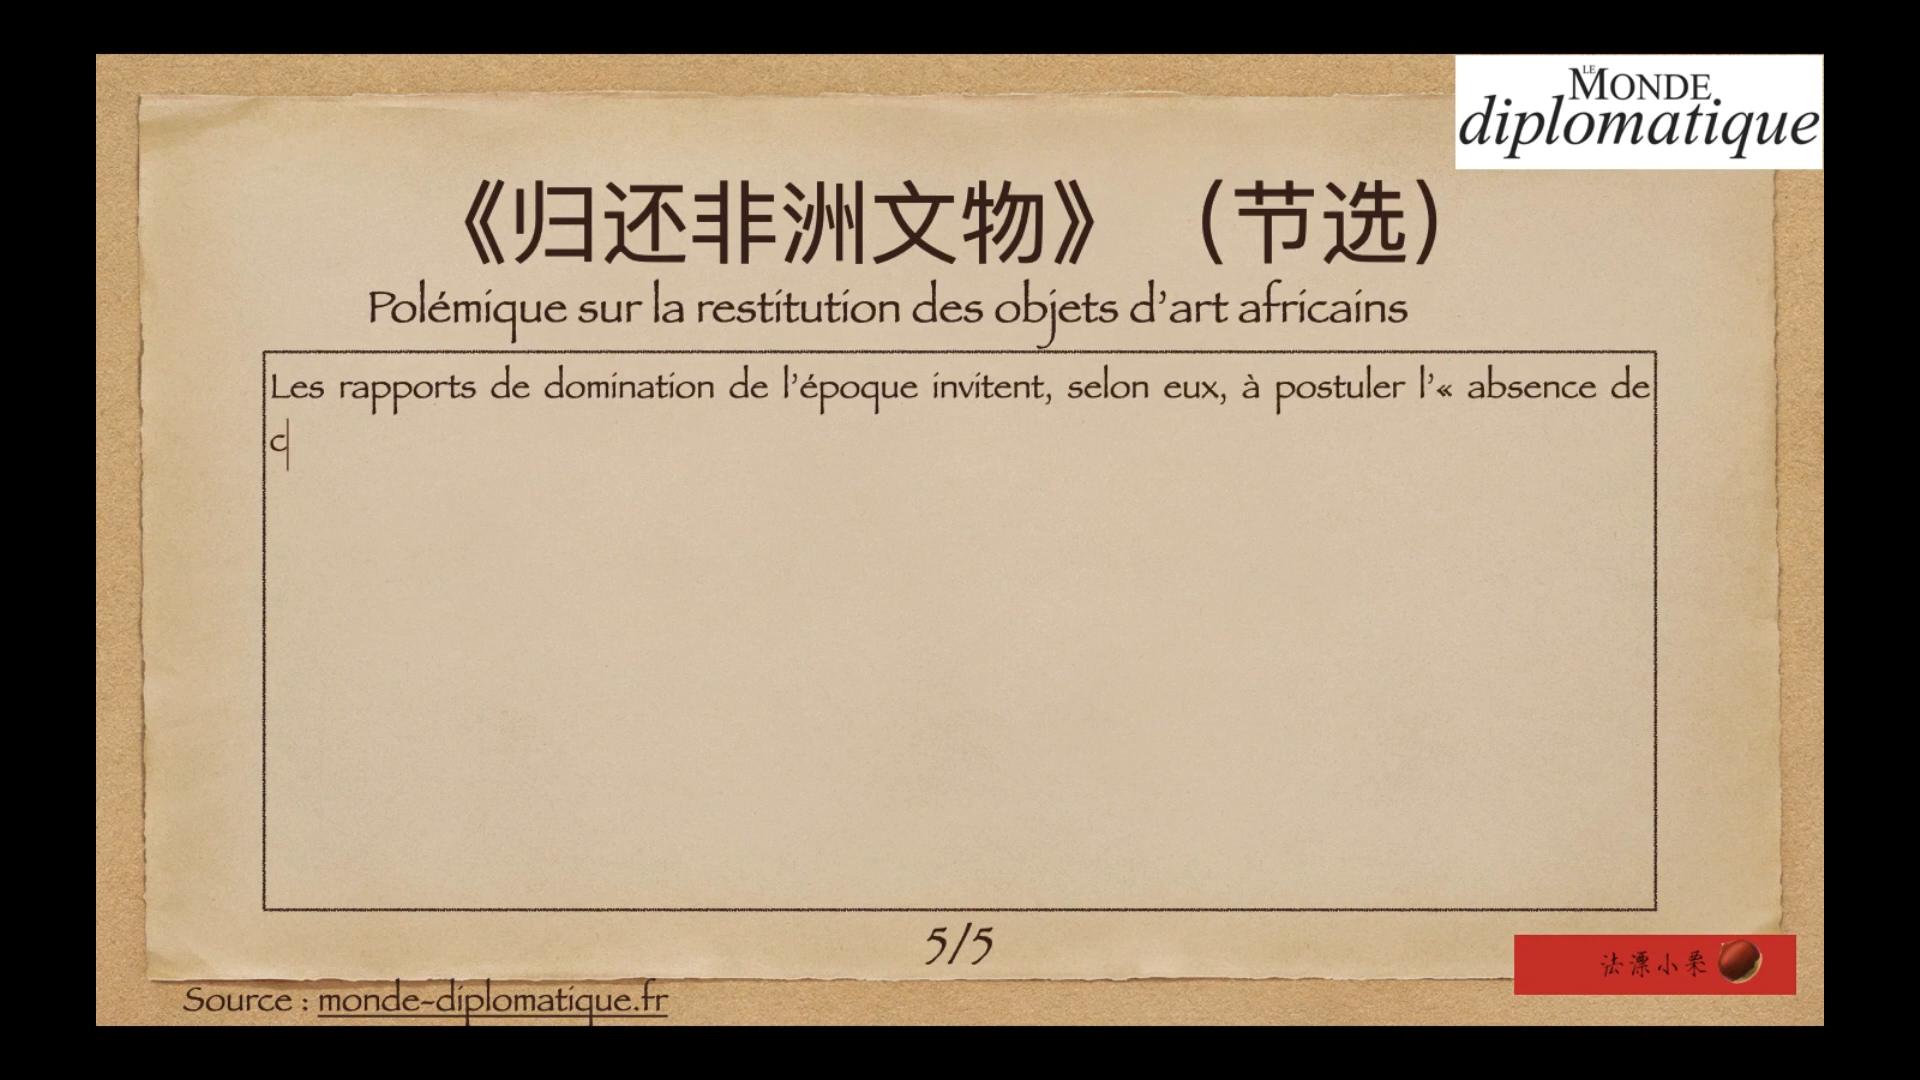 LE MONDE
diplomatique
《归还非洲文物》（节选）
Polémique sur la restitution des objets d’art africains
Les rapports de domination de l’époque invitent, selon eux, à postuler l’« absence de
c
5/5
法漂小栗
Source : monde-diplomatique.fr